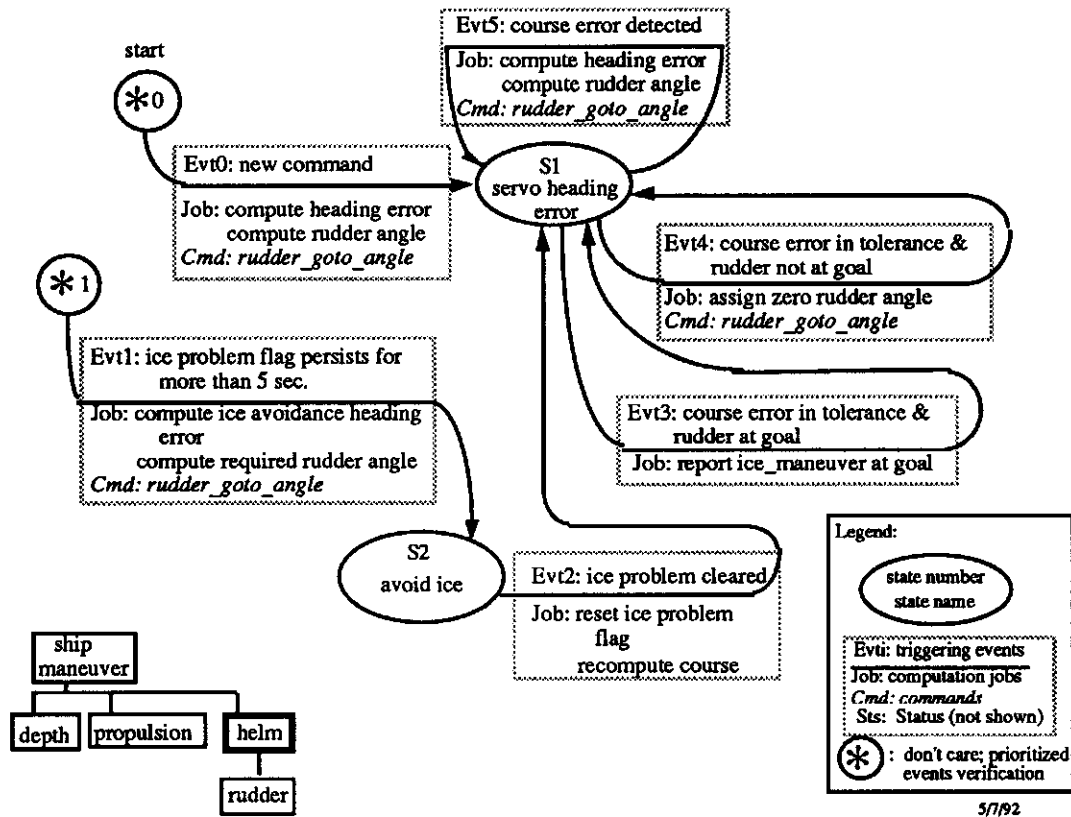 start
*0
Evt5: course error detected
Job: compute heading error
compute rudder angle
Cmd: rudder_goto_angle
Evt0: new command
Job: compute heading error
compute rudder angle
Cmd: rudder_goto_angle
S1
servo heading
error
*1
Evt4: course error in tolerance &
rudder not at goal
Job: assign zero rudder angle
Cmd: rudder_goto_angle
Evt1: ice problem flag persists for
more than 5 sec.
Job: compute ice avoidance heading
error
compute required rudder angle
Cmd: rudder_goto_angle
Evt3: course error in tolerance &
rudder at goal
Job: report ice_maneuver at goal
S2
avoid ice
Evt2: ice problem cleared
Job: reset ice problem
flag
recompute course
ship
maneuver
depth
propulsion
helm
rudder
Legend:
state number
state name
Evti: triggering events
Job: computation jobs
Cmd: commands
Sts: Status (not shown)
* : don't care; prioritized
events verification
5/7/92